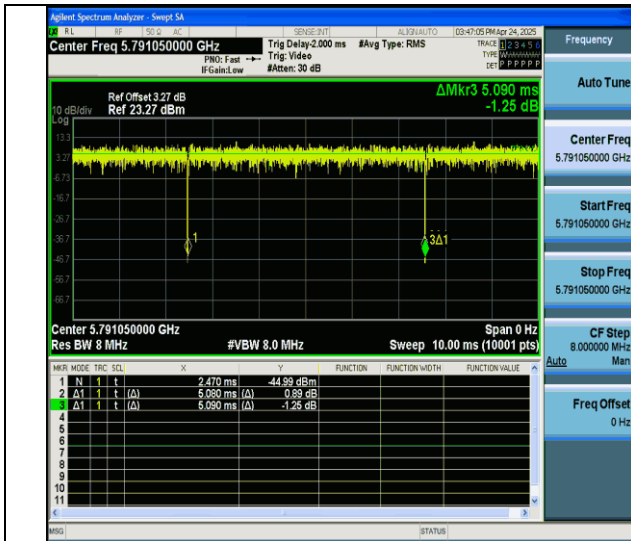 Agilent Spectrum Analyzer - Swept SA
RL RF 50 Ω AC SENSE:INT ALIGNAUTO 03:47:05 PM Apr 24, 2025
Center Freq 5.791050000 GHz
PNO: Fast
IFGain:Low
Trig Delay-2.000 ms
Trig: Video
#Atten: 30 dB
#Avg Type: RMS
TRACE 1 2 3 4 5 6
TYPE
DET P P P P P P
Ref Offset 3.27 dB
Ref 23.27 dBm
10 dB/div
Log
ΔMkr3 5.090 ms
-1.25 dB
13.3
3.27
-6.73
-16.7
-26.7
-36.7
-46.7
-56.7
-66.7
1
3Δ1
Center 5.791050000 GHz
Span 0 Hz
Res BW 8 MHz
#VBW 8.0 MHz
Sweep 10.00 ms (10001 pts)
MKR MODE TRC SCL X Y FUNCTION FUNCTION WIDTH FUNCTION VALUE
1 N 1 t 2.470 ms -44.99 dBm
2 Δ1 1 t (Δ) 5.080 ms (Δ) 0.89 dB
3 Δ1 1 t (Δ) 5.090 ms (Δ) -1.25 dB
4
5
6
7
8
9
10
11
MSG
STATUS
Frequency
Auto Tune
Center Freq
5.791050000 GHz
Start Freq
5.791050000 GHz
Stop Freq
5.791050000 GHz
CF Step
8.000000 MHz
Auto Man
Freq Offset
0 Hz